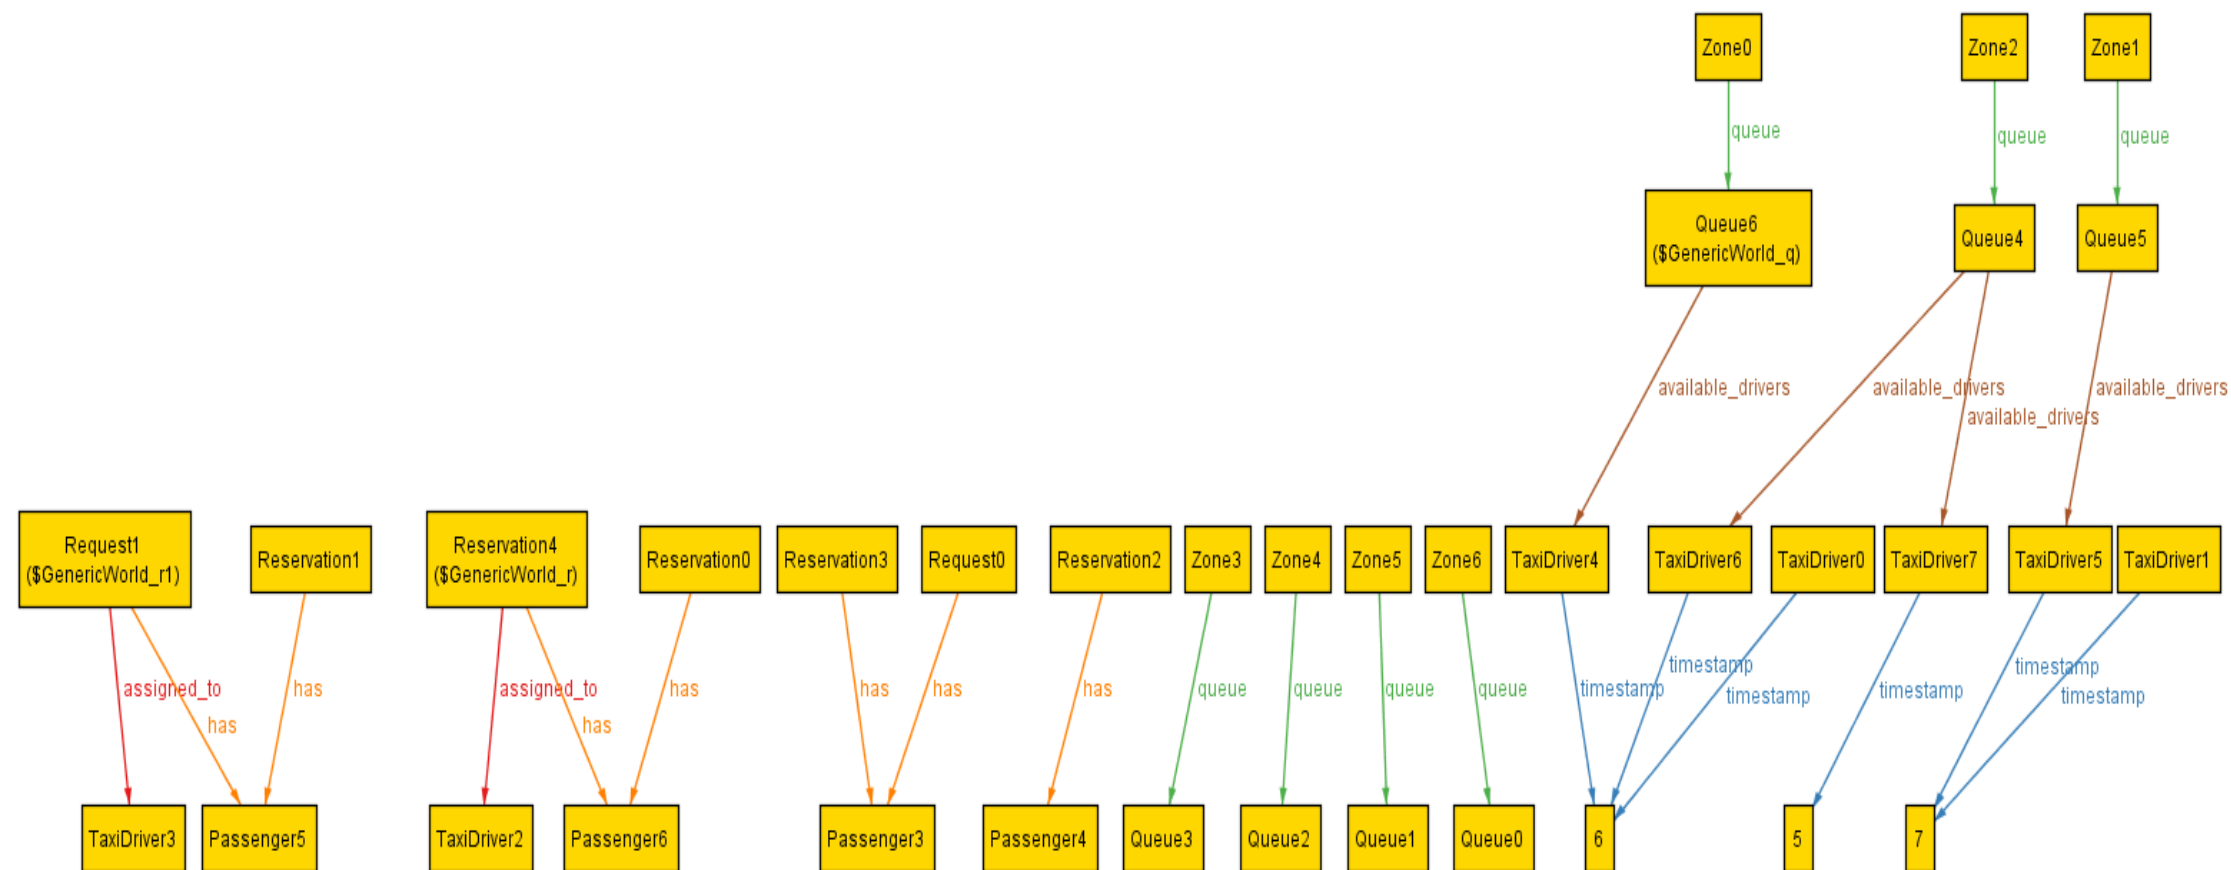 Zone0
Zone2
Zone1
queue
queue
queue
Queue6
($GenericWorld_q)
Queue4
Queue5
available_drivers
available_drivers
available_drivers
available_drivers
Request1
($GenericWorld_r1)
Reservation1
Reservation4
($GenericWorld_r)
Reservation0
Reservation3
Request0
Reservation2
Zone3
Zone4
Zone5
Zone6
TaxiDriver4
TaxiDriver6
TaxiDriver0
TaxiDriver7
TaxiDriver5
TaxiDriver1
assigned_to
has
has
assigned_to
has
has
has
has
has
queue
queue
queue
queue
timestamp
timestamp
timestamp
timestamp
timestamp
timestamp
TaxiDriver3
Passenger5
TaxiDriver2
Passenger6
Passenger3
Passenger4
Queue3
Queue2
Queue1
Queue0
6
5
7